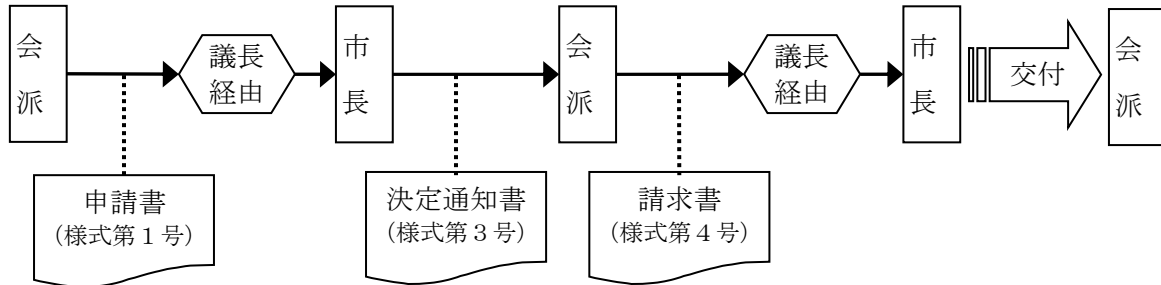 会派
議長
経由
市長
会派
議長
経由
市長
交付
会派
申請書
(様式第１号)
決定通知書
(様式第３号)
請求書
(様式第４号)